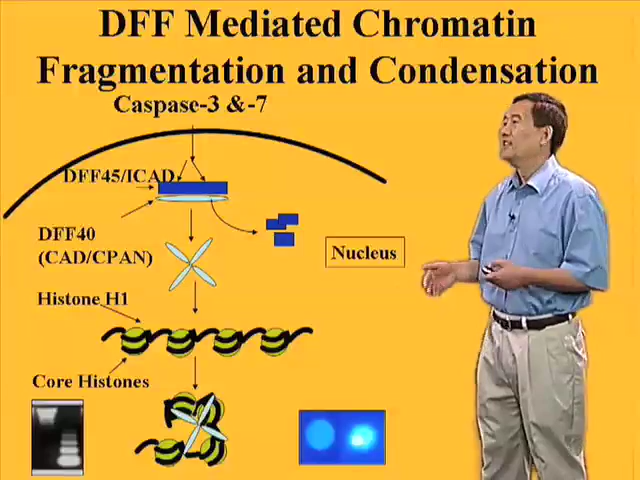 DFF Mediated Chromatin
Fragmentation and Condensation
Caspase-3 &-7
DFF45/ICAD
DFF40
(CAD/CPAN)
Nucleus
Histone H1
Core Histones